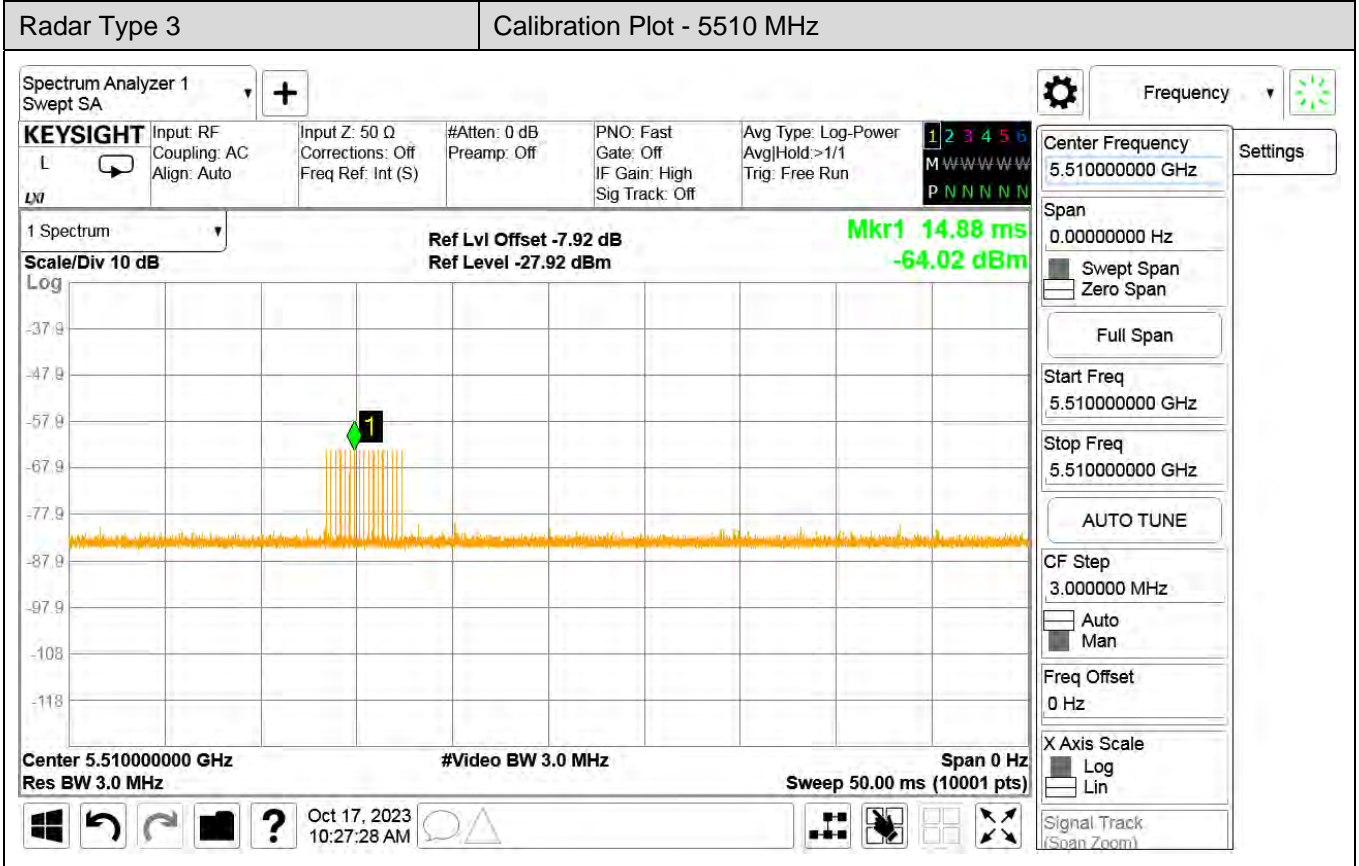 Radar Type 3
Calibration Plot - 5510 MHz
Spectrum Analyzer 1
Swept SA
Frequency
KEYSIGHT
L
LXI
Input: RF
Coupling: AC
Align: Auto
Input Z: 50 Ω
Corrections: Off
Freq Ref: Int (S)
#Atten: 0 dB
Preamp: Off
PNO: Fast
Gate: Off
IF Gain: High
Sig Track: Off
Avg Type: Log-Power
Avg|Hold:>1/1
Trig: Free Run
1 2 3 4 5 6
M W W W W W W
P N N N N N N
1 Spectrum
Scale/Div 10 dB
Log
Ref Lvl Offset -7.92 dB
Ref Level -27.92 dBm
Mkr1 14.88 ms
-64.02 dBm
-37.9
-47.9
-57.9
-67.9
-77.9
-87.9
-97.9
-108
-118
1
Center 5.510000000 GHz
Res BW 3.0 MHz
#Video BW 3.0 MHz
Span 0 Hz
Sweep 50.00 ms (10001 pts)
Center Frequency
5.510000000 GHz
Settings
Span
0.00000000 Hz
Swept Span
Zero Span
Full Span
Start Freq
5.510000000 GHz
Stop Freq
5.510000000 GHz
AUTO TUNE
CF Step
3.000000 MHz
Auto
Man
Freq Offset
0 Hz
X Axis Scale
Log
Lin
Signal Track
(Span Zoom)
?
Oct 17, 2023
10:27:28 AM